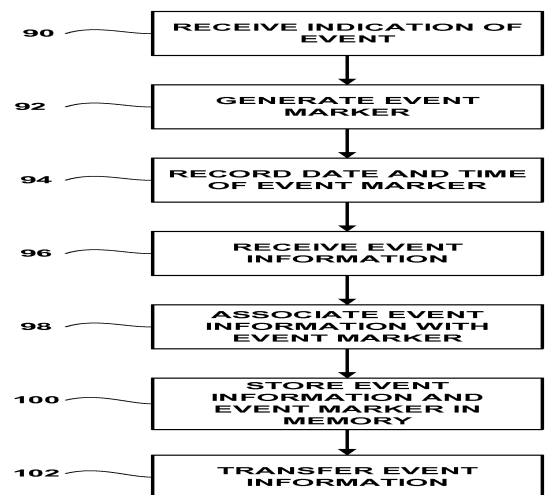 90
RECEIVE INDICATION OF
EVENT
92
GENERATE EVENT
MARKER
94
RECORD DATE AND TIME
OF EVENT MARKER
96
RECEIVE EVENT
INFORMATION
98
ASSOCIATE EVENT
INFORMATION WITH
EVENT MARKER
100
STORE EVENT
INFORMATION AND
EVENT MARKER IN
MEMORY
102
TRANSFER EVENT
INFORMATION